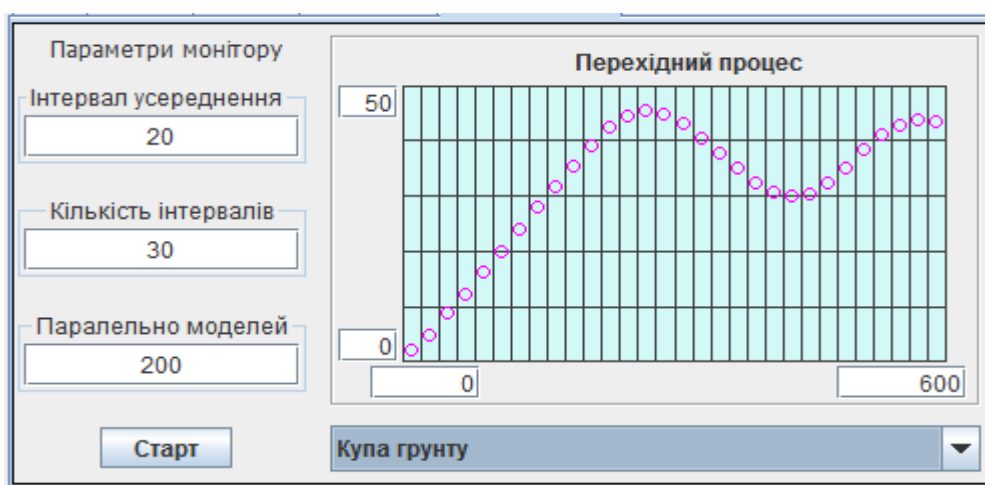 Параметри монітору
Інтервал усереднення
20
Кількість інтервалів
30
Паралельно моделей
200
Старт
Перехідний процес
50
0
0
600
Купа грунту